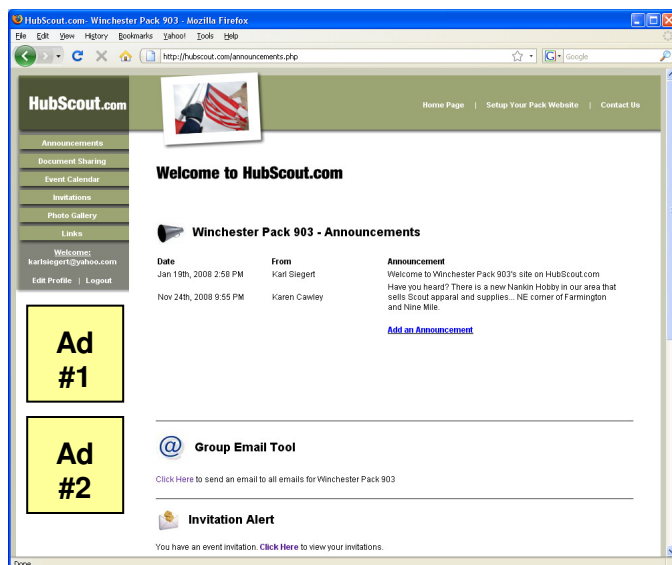 HubScout.com- Winchester Pack 903 - Mozilla Firefox
File Edit View History Bookmarks Yahoo! Tools Help
http://hubscout.com/announcements.php
G Google
HubScout.com
Home Page | Setup Your Pack Website | Contact Us
Announcements
Document Sharing
Event Calendar
Invitations
Photo Gallery
Links
Welcome:
karlsiegert@yahoo.com
Edit Profile | Logout
Ad
#1
Ad
#2
Welcome to HubScout.com
Winchester Pack 903 - Announcements
Date From Announcement
Jan 19th, 2008 2:58 PM Karl Siegert Welcome to Winchester Pack 903's site on HubScout.com
Have you heard? There is a new Nankin Hobby in our area that
Nov 24th, 2008 9:55 PM Karen Cawley sells Scout apparal and supplies... NE corner of Farmington
and Nine Mile.
Add an Announcement
@ Group Email Tool
Click Here to send an email to all emails for Winchester Pack 903
Invitation Alert
You have an event invitation. Click Here to view your invitations.
Done